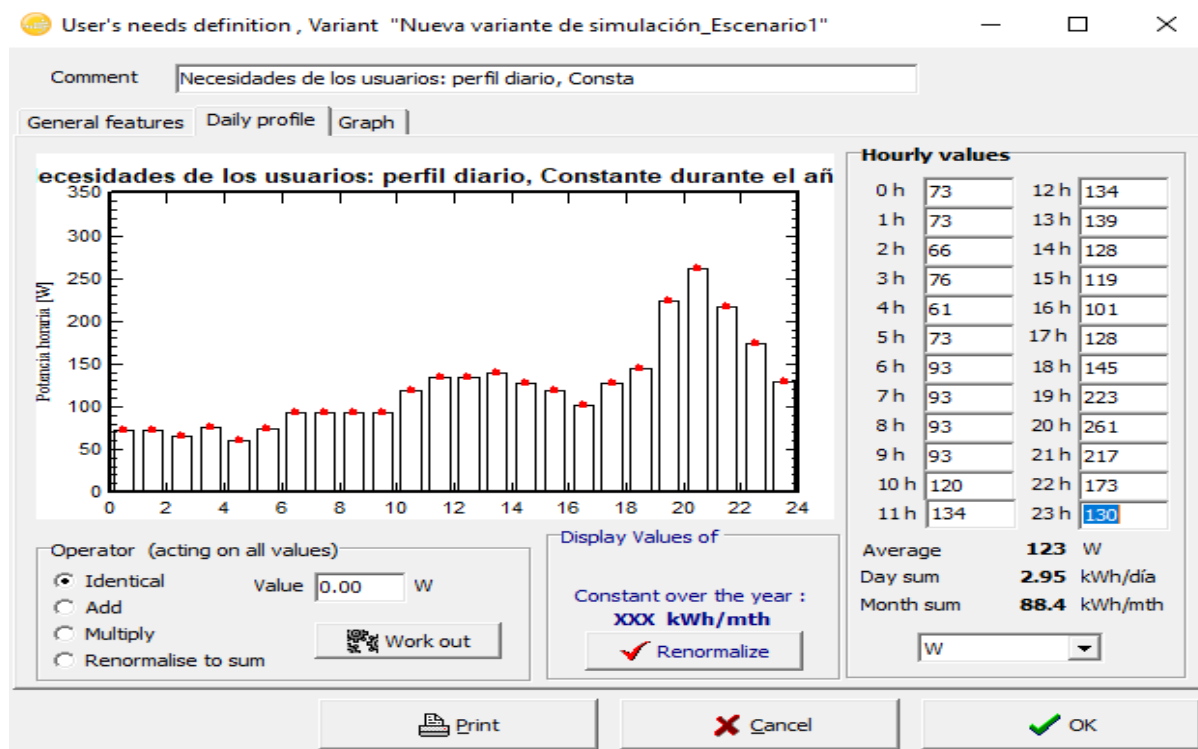 User's needs definition , Variant "Nueva variante de simulación_Escenario1"
Comment Necesidades de los usuarios: perfil diario, Consta
General features Daily profile Graph
ecesidades de los usuarios: perfil diario, Constante durante el añ
Potencia horaria [W]
350
300
250
200
150
100
50
0
0 2 4 6 8 10 12 14 16 18 20 22 24
Hourly values
0 h 73 12 h 134
1 h 73 13 h 139
2 h 66 14 h 128
3 h 76 15 h 119
4 h 61 16 h 101
5 h 73 17 h 128
6 h 93 18 h 145
7 h 93 19 h 223
8 h 93 20 h 261
9 h 93 21 h 217
10 h 120 22 h 173
11 h 134 23 h 130
Average 123 W
Day sum 2.95 kWh/día
Month sum 88.4 kWh/mth
W
Operator (acting on all values)
Identical Value 0.00 W
Add
Multiply
Renormalise to sum
Work out
Display Values of
Constant over the year :
XXX kWh/mth
Renormalize
Print Cancel OK